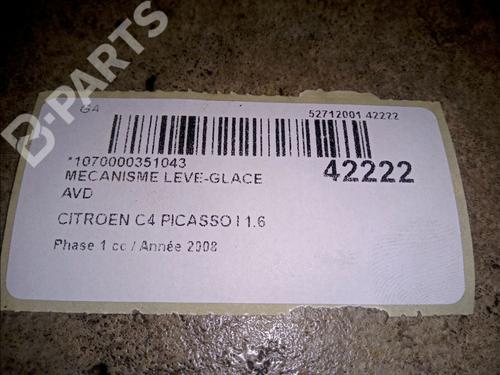 B-PARTS
GA
52712001 42222
*1070000351043
42222
MECANISME LEVE-GLACE
AVD
CITROEN C4 PICASSO I 1.6
Phase 1 cc / Année 2008